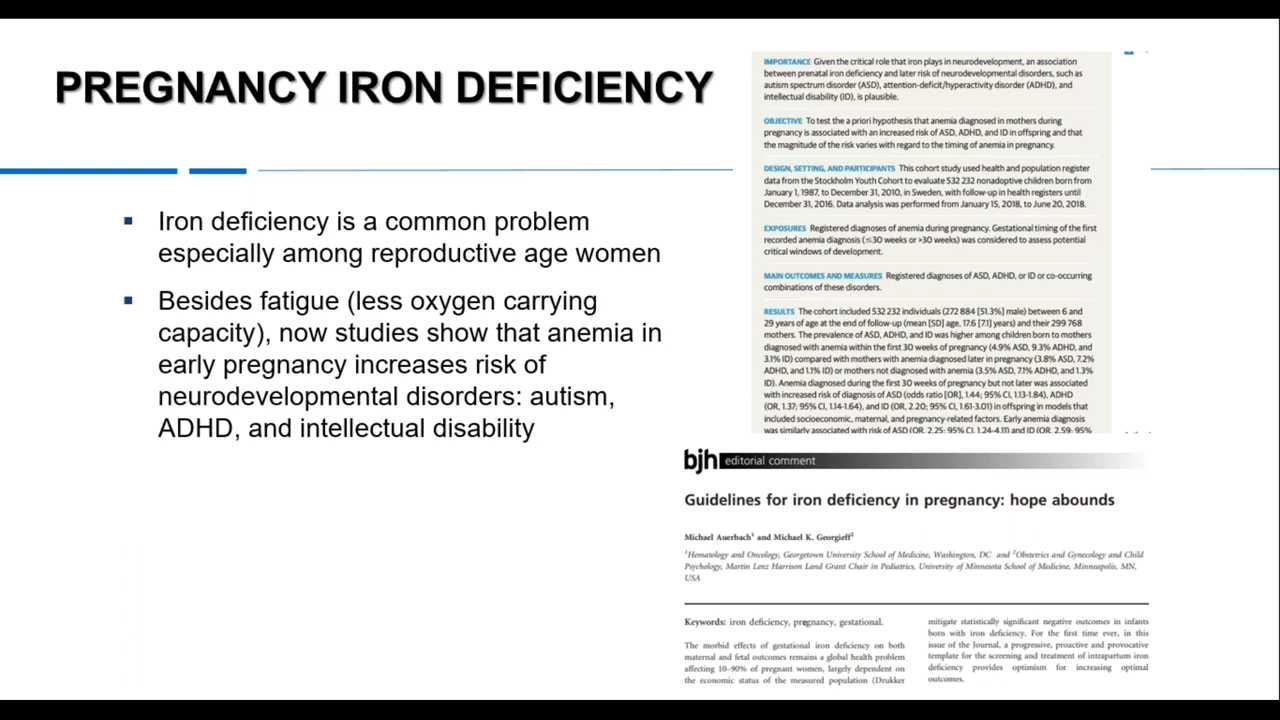 PREGNANCY IRON DEFICIENCY
▪ Iron deficiency is a common problem
especially among reproductive age women
▪ Besides fatigue (less oxygen carrying
capacity), now studies show that anemia in
early pregnancy increases risk of
neurodevelopmental disorders: autism,
ADHD, and intellectual disability
IMPORTANCE Given the critical role that iron plays in neurodevelopment, an association
between prenatal iron deficiency and later risk of neurodevelopmental disorders, such as
autism spectrum disorder (ASD), attention-deficit/hyperactivity disorder (ADHD), and
intellectual disability (ID), is plausible.
OBJECTIVE To test the a priori hypothesis that anemia diagnosed in mothers during
pregnancy is associated with an increased risk of ASD, ADHD, and ID in offspring and that
the magnitude of the risk varies with regard to the timing of anemia in pregnancy.
DESIGN, SETTING, AND PARTICIPANTS This cohort study used health and population register
data from the Stockholm Youth Cohort to evaluate 532 232 nonadoptive children born from
January 1, 1987, to December 31, 2010, in Sweden, with follow-up in health registers until
December 31, 2016. Data analysis was performed from January 15, 2018, to June 20, 2018.
EXPOSURES Registered diagnoses of anemia during pregnancy. Gestational timing of the first
recorded anemia diagnosis (≤30 weeks or >30 weeks) was considered to assess potential
critical windows of development.
MAIN OUTCOMES AND MEASURES Registered diagnoses of ASD, ADHD, or ID or co-occurring
combinations of these disorders.
RESULTS The cohort included 532 232 individuals (272 884 [51.3%] male) between 6 and
29 years of age at the end of follow-up (mean [SD] age, 17.6 [7.1] years) and their 299 768
mothers. The prevalence of ASD, ADHD, and ID was higher among children born to mothers
diagnosed with anemia within the first 30 weeks of pregnancy (4.9% ASD, 9.3% ADHD, and
3.1% ID) compared with mothers with anemia diagnosed later in pregnancy (3.8% ASD, 7.2%
ADHD, and 1.1% ID) or mothers not diagnosed with anemia (3.5% ASD, 7.1% ADHD, and 1.3%
ID). Anemia diagnosed during the first 30 weeks of pregnancy but not later was associated
with increased risk of diagnosis of ASD (odds ratio [OR], 1.44; 95% CI, 1.13-1.84), ADHD
(OR, 1.37; 95% CI, 1.14-1.64), and ID (OR, 2.20; 95% CI, 1.61-3.01) in offspring in models that
included socioeconomic, maternal, and pregnancy-related factors. Early anemia diagnosis
was similarly associated with risk of ASD (OR, 2.25; 95% CI, 1.24-4.11) and ID (OR, 2.59; 95%
bjh editorial comment
Guidelines for iron deficiency in pregnancy: hope abounds
Michael Auerbach¹ and Michael K. Georgieff²
¹Hematology and Oncology, Georgetown University School of Medicine, Washington, DC and ²Obstetrics and Gynecology and Child
Psychology, Martin Lenz Harrison Land Grant Chair in Pediatrics, University of Minnesota School of Medicine, Minneapolis, MN,
USA
Keywords: iron deficiency, pregnancy, gestational.
The morbid effects of gestational iron deficiency on both
maternal and fetal outcomes remains a global health problem
affecting 10–90% of pregnant women, largely dependent on
the economic status of the measured population (Drukker
mitigate statistically significant negative outcomes in infants
born with iron deficiency. For the first time ever, in this
issue of the Journal, a progressive, proactive and provocative
template for the screening and treatment of intrapartum iron
deficiency provides optimism for increasing optimal
outcomes.